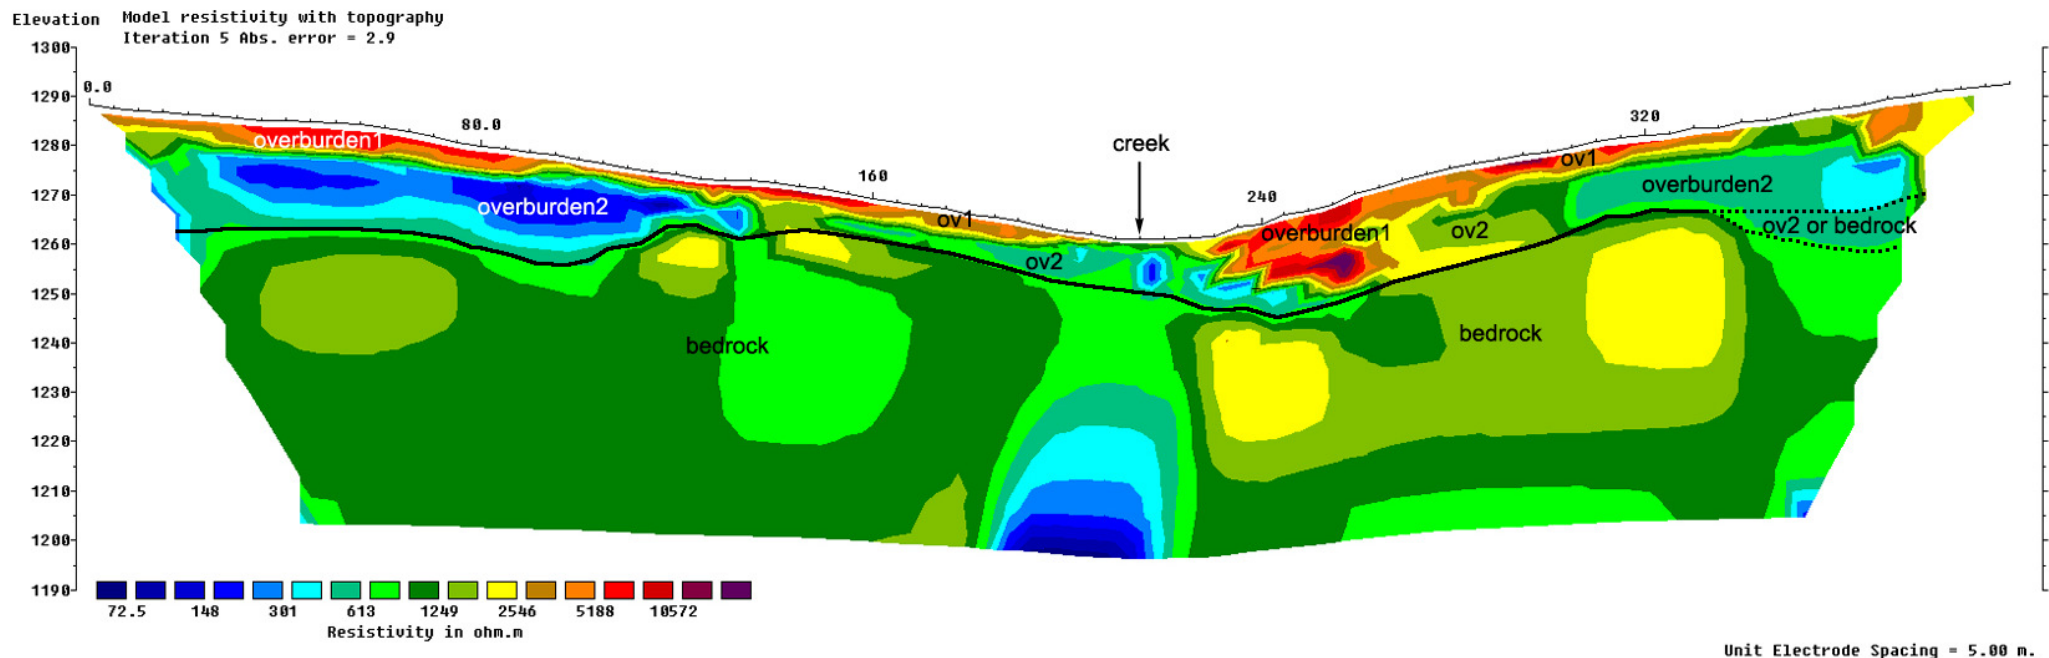 Elevation Model resistivity with topography
Iteration 5 Abs. error = 2.9
1300
1290
1280
1270
1260
1250
1240
1230
1220
1210
1200
1190
0.0
80.0
160
240
320
creek
overburden1
overburden2
ov1
ov2
overburden1
ov1
ov2
overburden2
ov2 or bedrock
bedrock
bedrock
72.5 148 301 613 1249 2546 5188 10572
Resistivity in ohm.m
Unit Electrode Spacing = 5.00 m.